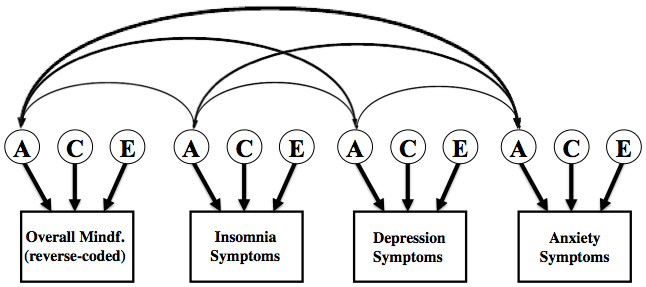 A C E A C E A C E A C E
Overall Mindf.
(reverse-coded)
Insomnia
Symptoms
Depression
Symptoms
Anxiety
Symptoms